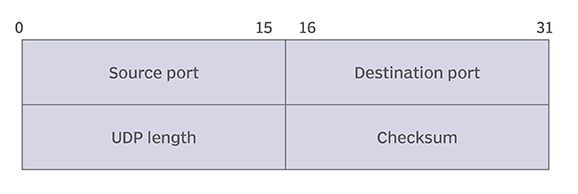 0 15 16 31
Source port Destination port
UDP length Checksum